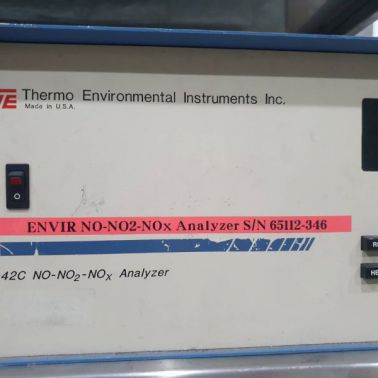 TE Thermo Environmental Instruments Inc.
Made in U.S.A.
ENVIR NO-NO2-NOx Analyzer S/N 65112-346
42C NO-NO₂-NOₓ Analyzer